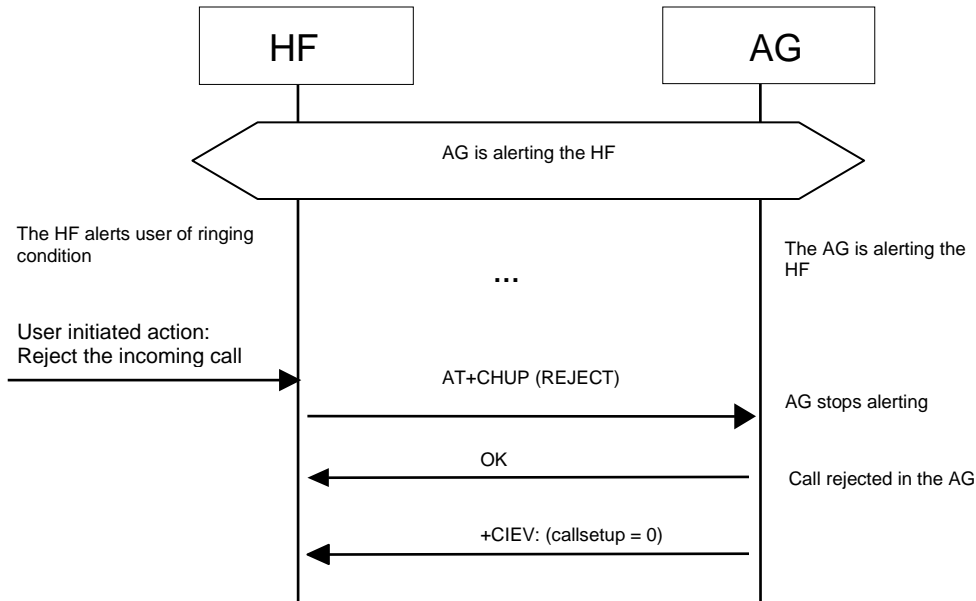 HF
AG
AG is alerting the HF
The HF alerts user of ringing
condition
The AG is alerting the
HF
...
User initiated action:
Reject the incoming call
AT+CHUP (REJECT)
AG stops alerting
OK
Call rejected in the AG
+CIEV: (callsetup = 0)